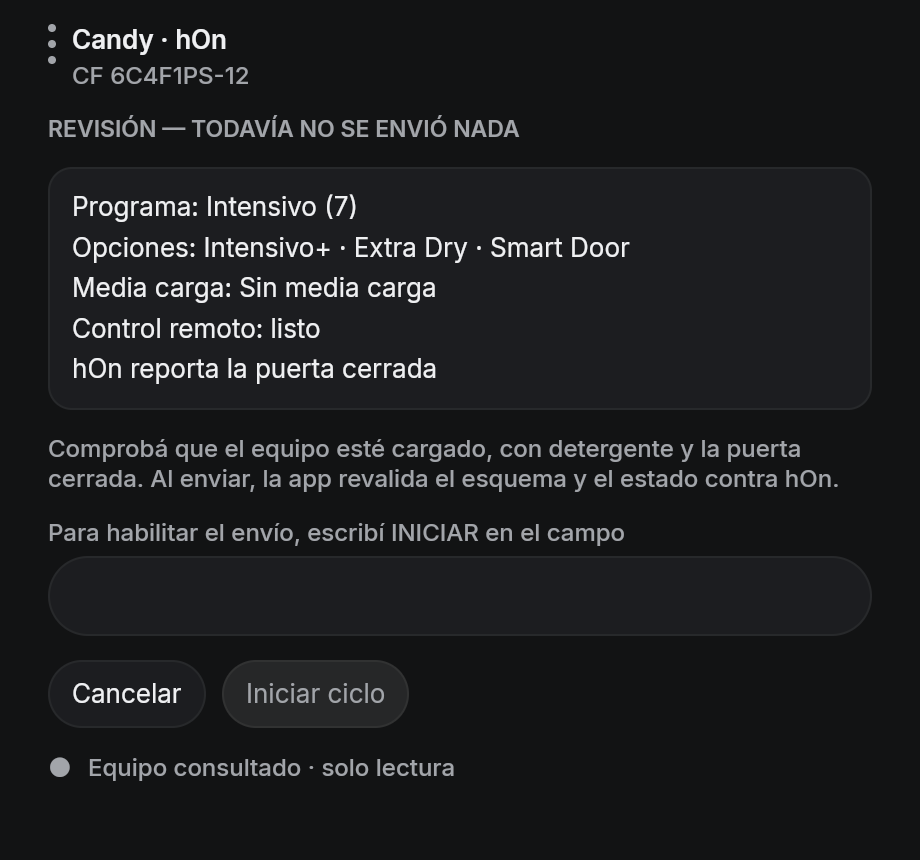 Candy · hOn
CF 6C4F1PS-12
REVISIÓN — TODAVÍA NO SE ENVIÓ NADA
Programa: Intensivo (7)
Opciones: Intensivo+ · Extra Dry · Smart Door
Media carga: Sin media carga
Control remoto: listo
hOn reporta la puerta cerrada
Comprobá que el equipo esté cargado, con detergente y la puerta
cerrada. Al enviar, la app revalida el esquema y el estado contra hOn.
Para habilitar el envío, escribí INICIAR en el campo
Cancelar
Iniciar ciclo
Equipo consultado · solo lectura